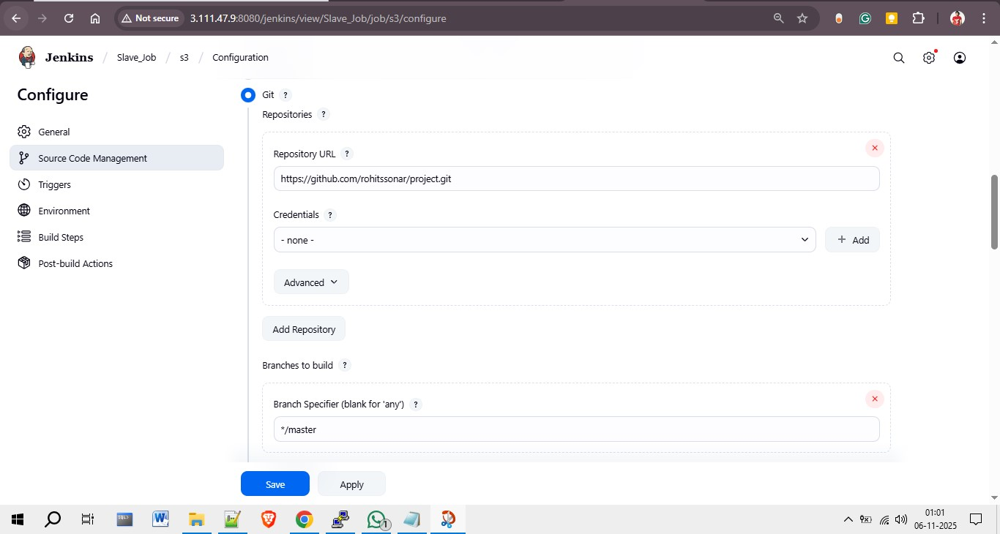 Not secure 3.111.47.9:8080/jenkins/view/Slave_Job/job/s3/configure
Jenkins / Slave_Job / s3 / Configuration
Configure
General
Source Code Management
Triggers
Environment
Build Steps
Post-build Actions
Git ?
Repositories ?
Repository URL ?
https://github.com/rohitssonar/project.git
Credentials ?
- none -
+ Add
Advanced
Add Repository
Branches to build ?
Branch Specifier (blank for 'any') ?
*/master
Save Apply
SQL>
W
1
01:01
06-11-2025